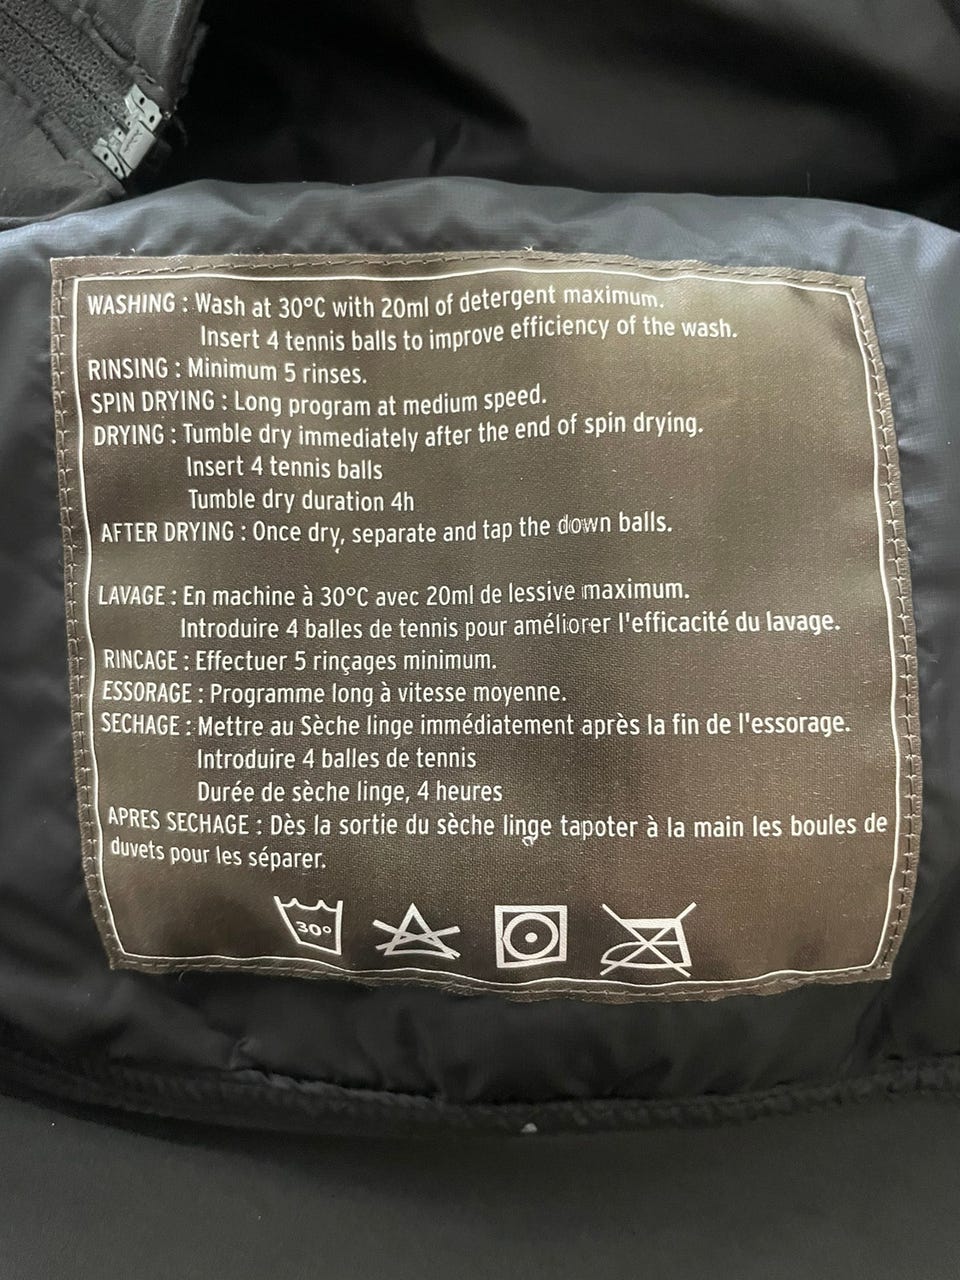 WASHING : Wash at 30°C with 20ml of detergent maximum.
Insert 4 tennis balls to improve efficiency of the wash.
RINSING : Minimum 5 rinses.
SPIN DRYING : Long program at medium speed.
DRYING : Tumble dry immediately after the end of spin drying.
Insert 4 tennis balls
Tumble dry duration 4h
AFTER DRYING : Once dry, separate and tap the down balls.
LAVAGE : En machine à 30°C avec 20ml de lessive maximum.
Introduire 4 balles de tennis pour améliorer l'efficacité du lavage.
RINCAGE : Effectuer 5 rinçages minimum.
ESSORAGE : Programme long à vitesse moyenne.
SECHAGE : Mettre au Sèche linge immédiatement après la fin de l'essorage.
Introduire 4 balles de tennis
Durée de sèche linge, 4 heures
APRES SECHAGE : Dès la sortie du sèche linge tapoter à la main les boules de
duvets pour les séparer.
30°